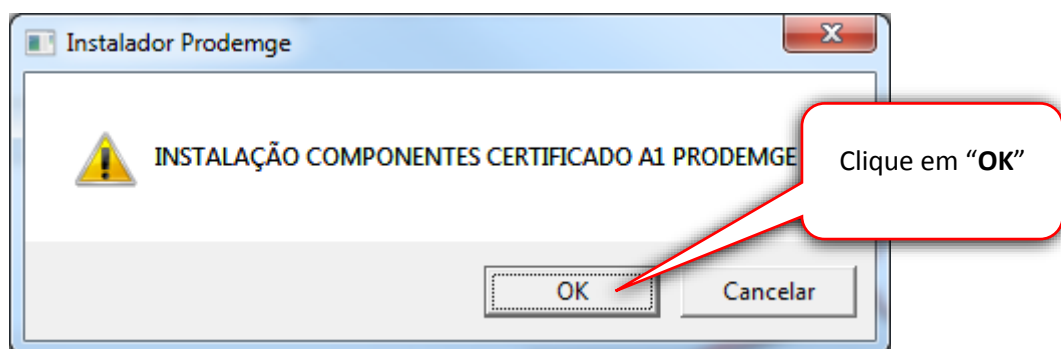 Instalador Prodemge
INSTALAÇÃO COMPONENTES CERTIFICADO A1 PRODEMGE
Clique em “OK”
OK
Cancelar